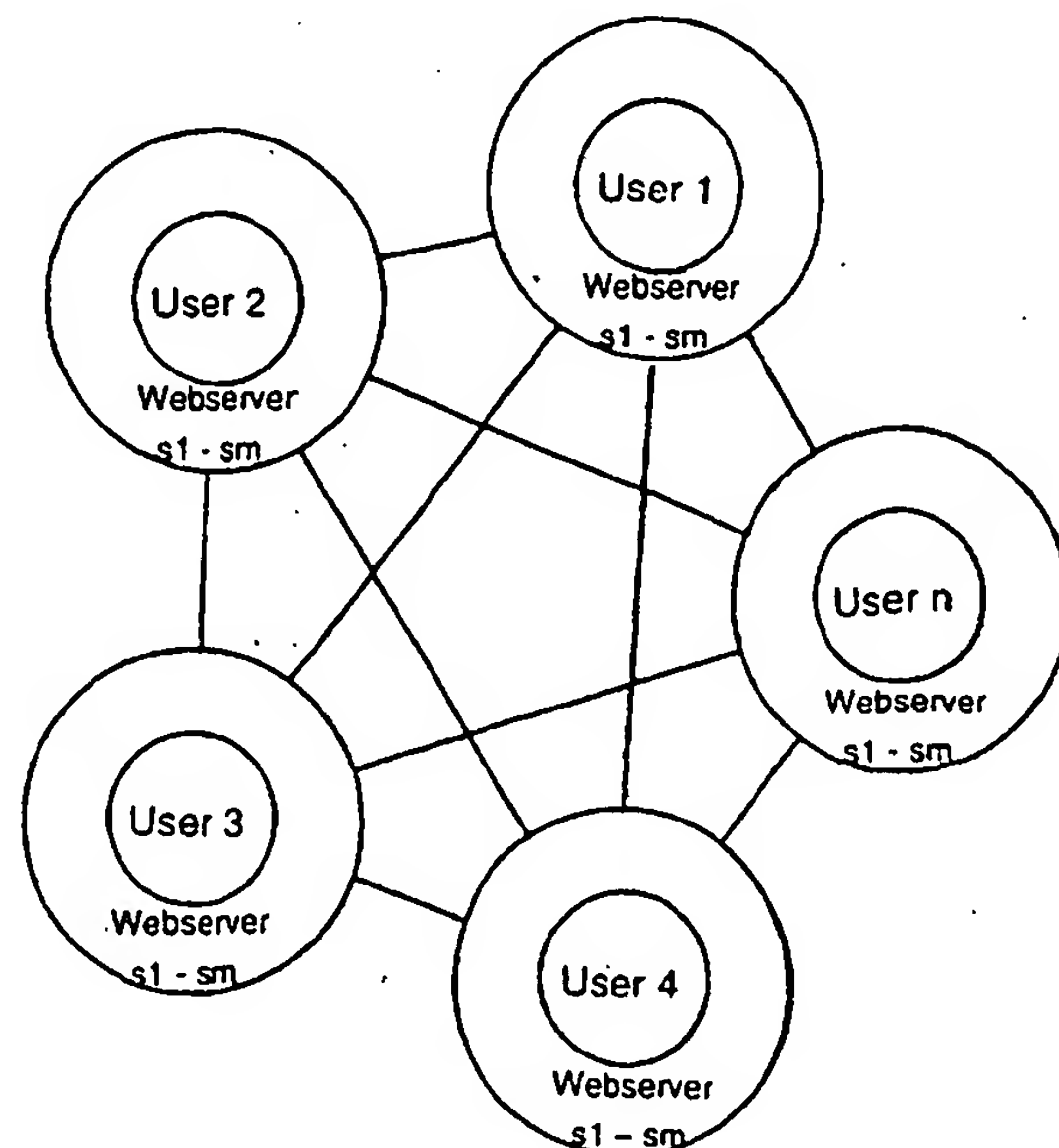 User 1
Webserver
s1 - sm
User 2
Webserver
s1 - sm
User n
Webserver
s1 - sm
User 3
Webserver
s1 - sm
User 4
Webserver
s1 – sm